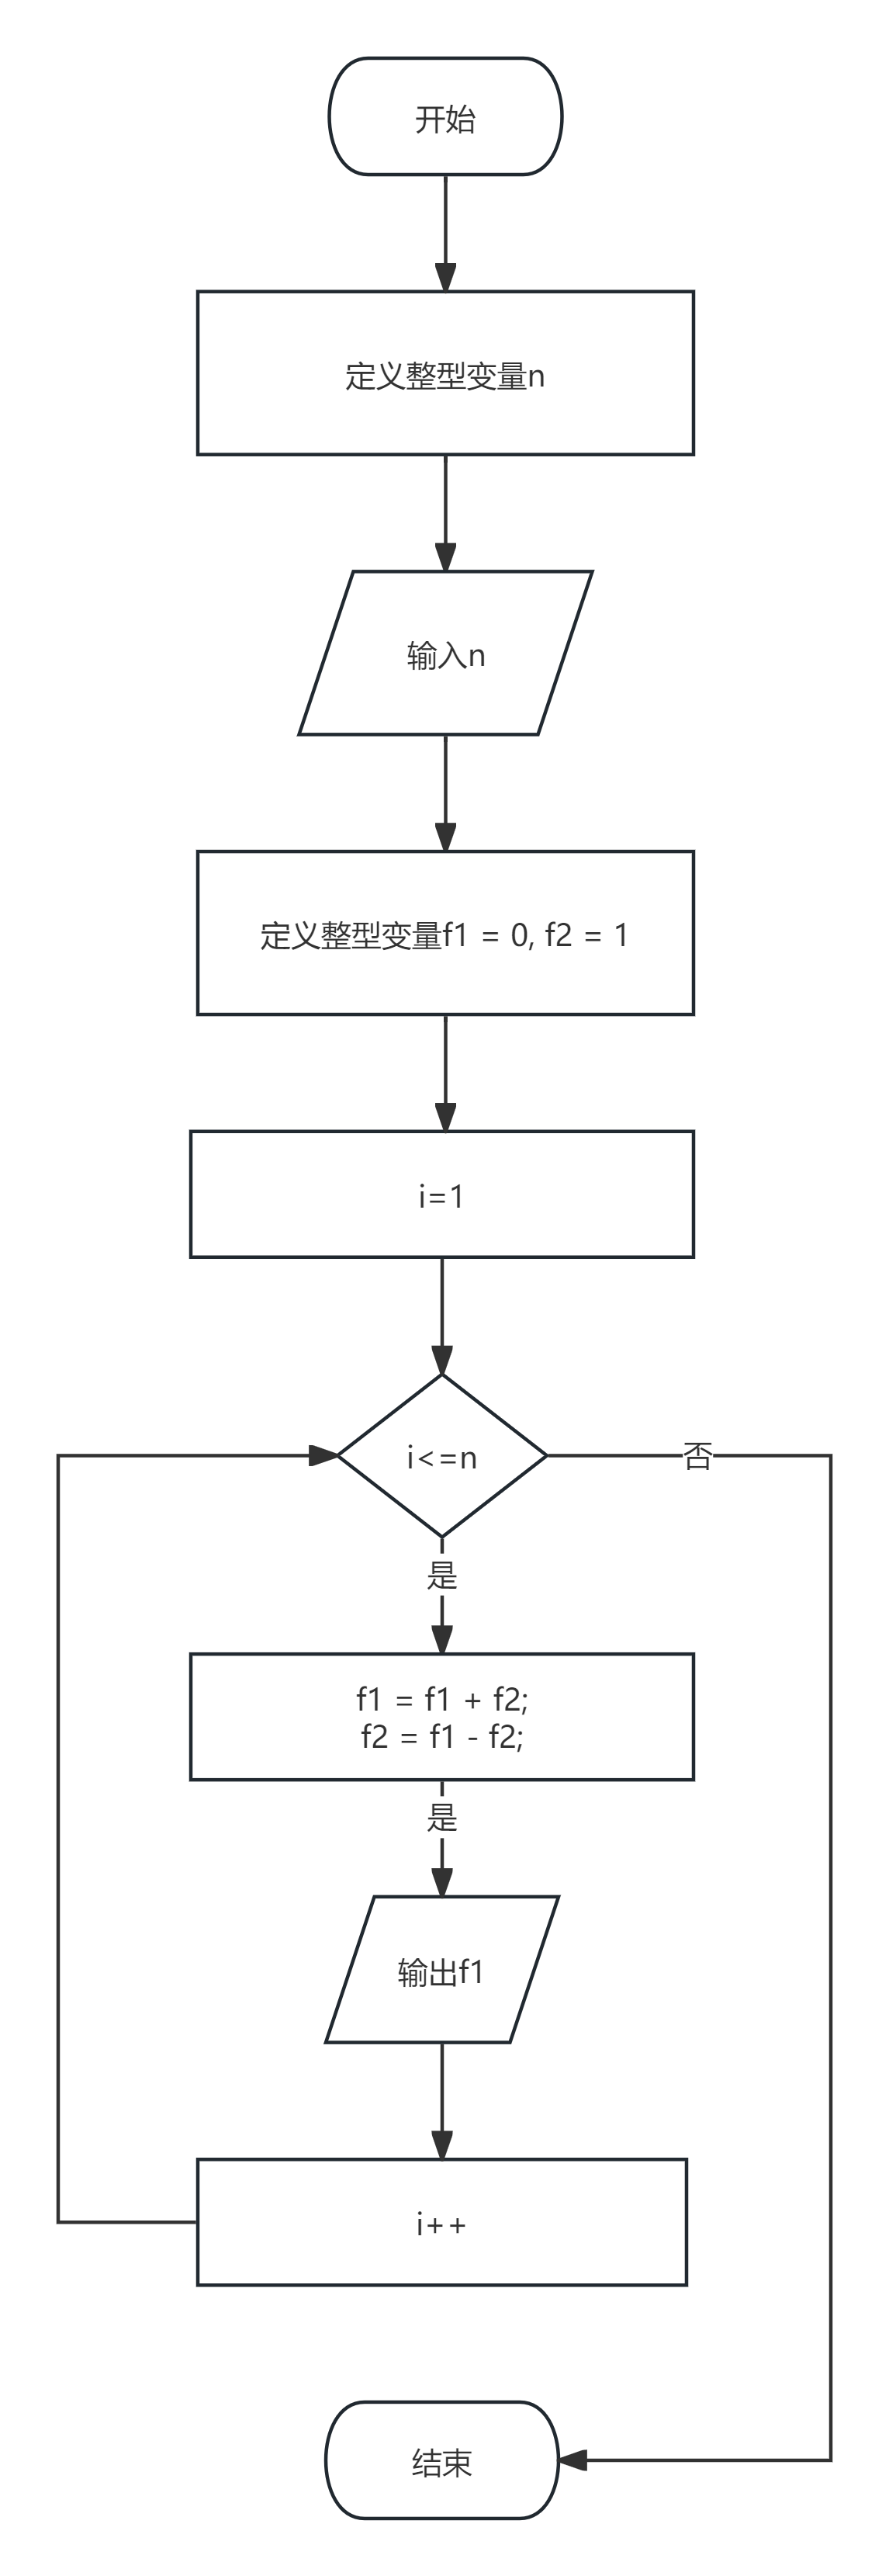 开始
定义整型变量n
输入n
定义整型变量f1 = 0, f2 = 1
i=1
i<=n
否
是
f1 = f1 + f2;
f2 = f1 - f2;
是
输出f1
i++
结束